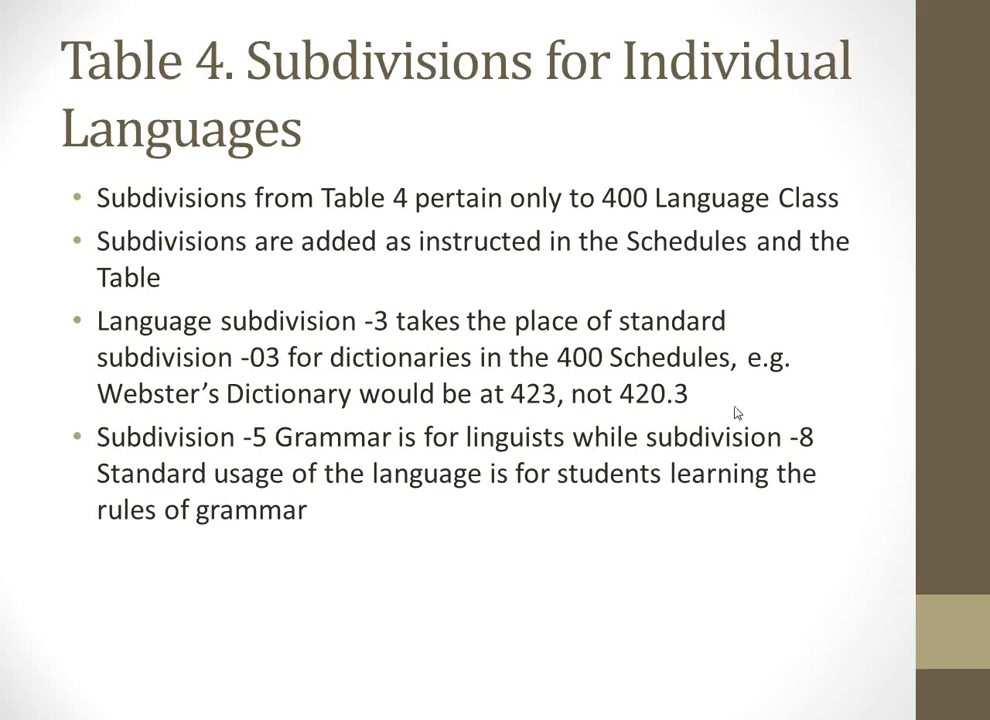 Table 4. Subdivisions for Individual
Languages
• Subdivisions from Table 4 pertain only to 400 Language Class
• Subdivisions are added as instructed in the Schedules and the
Table
• Language subdivision -3 takes the place of standard
subdivision -03 for dictionaries in the 400 Schedules, e.g.
Webster’s Dictionary would be at 423, not 420.3
• Subdivision -5 Grammar is for linguists while subdivision -8
Standard usage of the language is for students learning the
rules of grammar